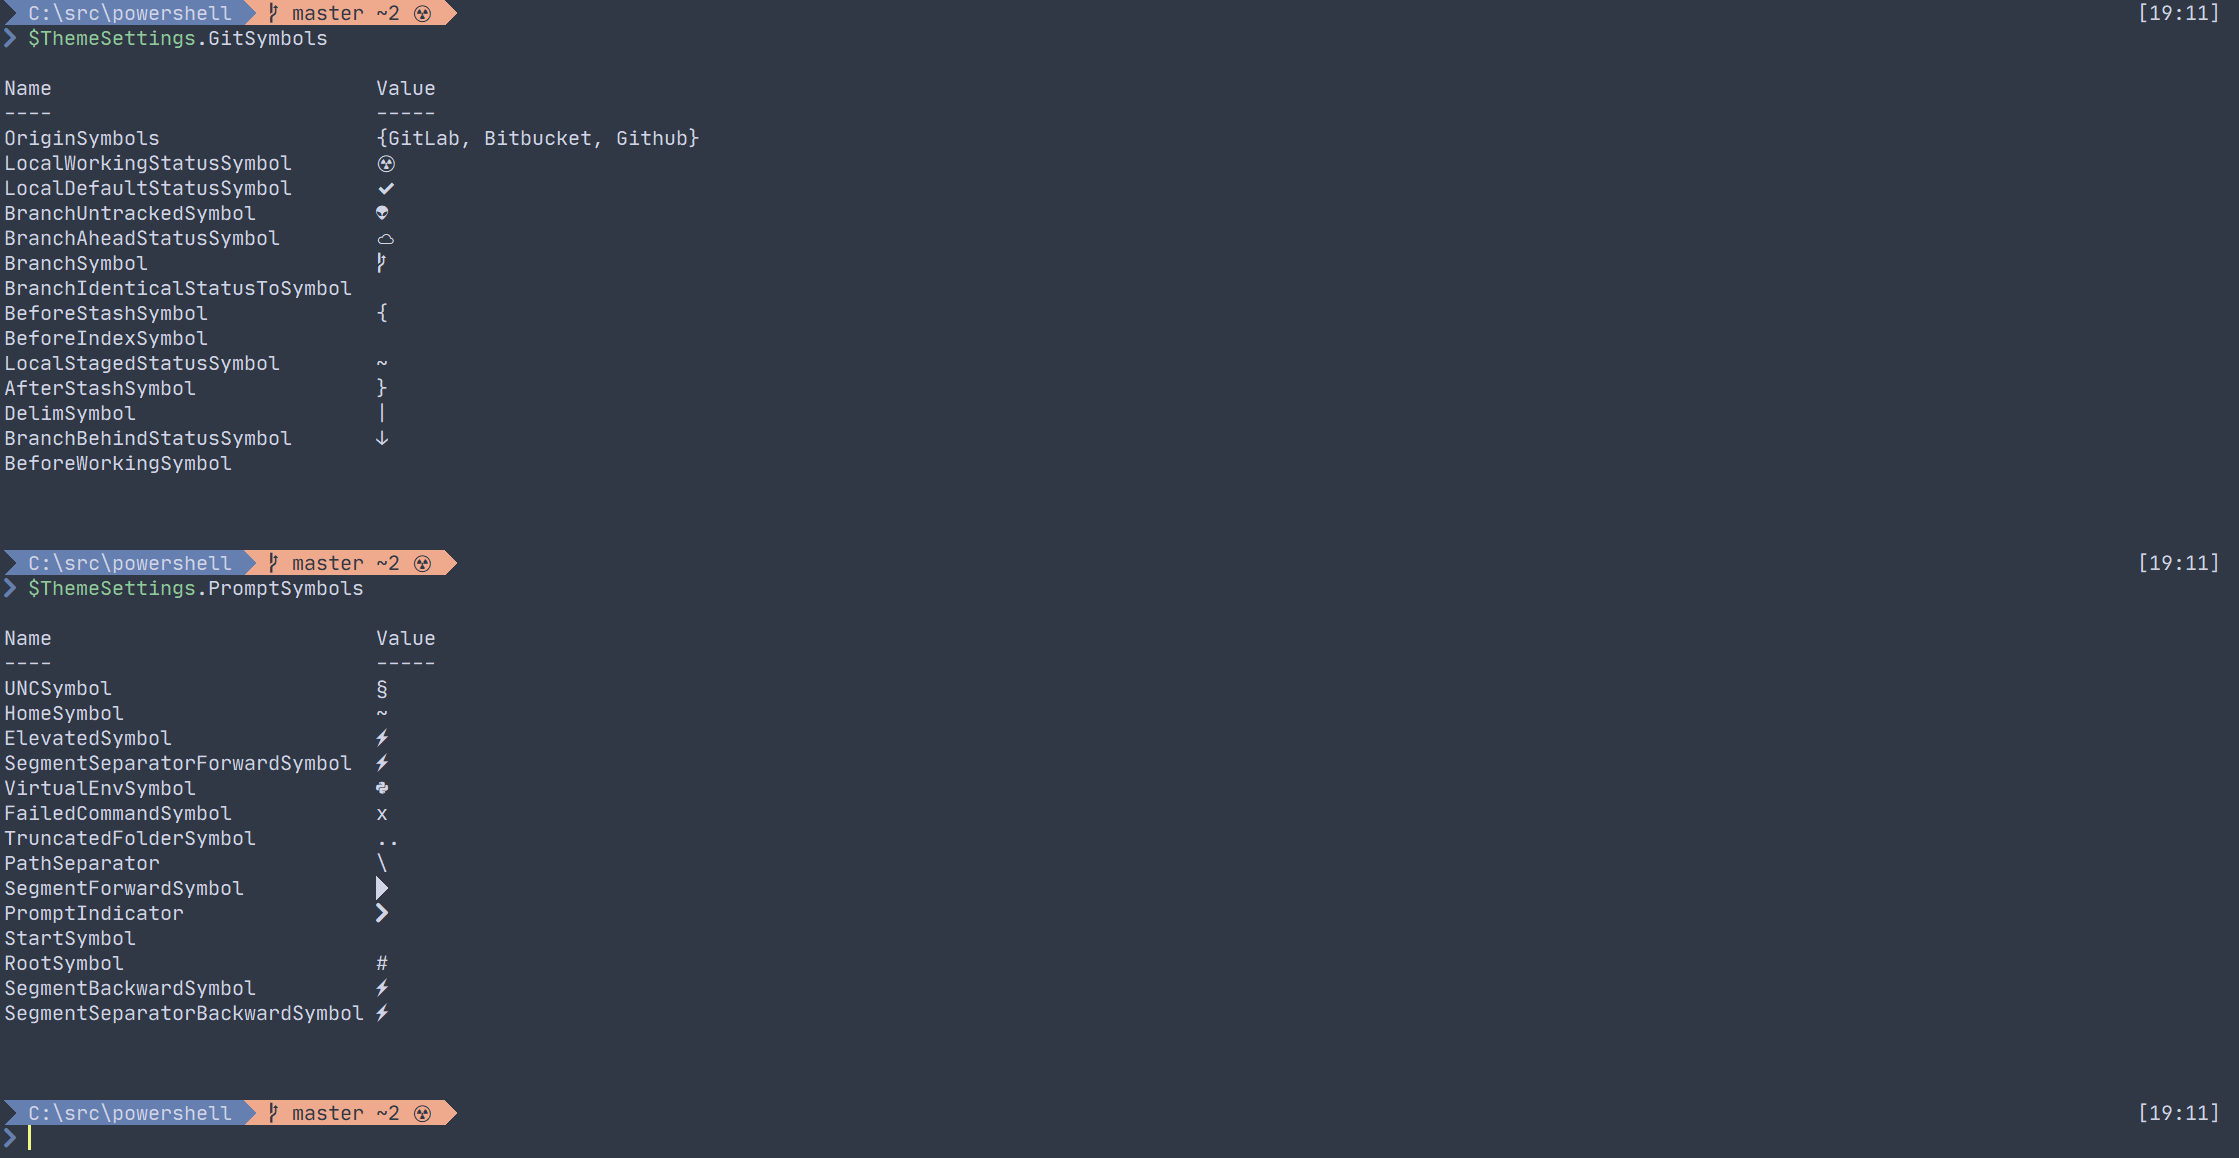 C:\src\powershell  master ~2 ☢ [19:11]
❯ $ThemeSettings.GitSymbols
Name Value
---- -----
OriginSymbols {GitLab, Bitbucket, Github}
LocalWorkingStatusSymbol ☢
LocalDefaultStatusSymbol ✔
BranchUntrackedSymbol 👽
BranchAheadStatusSymbol ☁
BranchSymbol 
BranchIdenticalStatusToSymbol
BeforeStashSymbol {
BeforeIndexSymbol
LocalStagedStatusSymbol ~
AfterStashSymbol }
DelimSymbol |
BranchBehindStatusSymbol ↓
BeforeWorkingSymbol
C:\src\powershell  master ~2 ☢ [19:11]
❯ $ThemeSettings.PromptSymbols
Name Value
---- -----
UNCSymbol §
HomeSymbol ~
ElevatedSymbol ⚡
SegmentSeparatorForwardSymbol ⚡
VirtualEnvSymbol 
FailedCommandSymbol x
TruncatedFolderSymbol ..
PathSeparator \
SegmentForwardSymbol 
PromptIndicator ❯
StartSymbol
RootSymbol #
SegmentBackwardSymbol ⚡
SegmentSeparatorBackwardSymbol ⚡
C:\src\powershell  master ~2 ☢ [19:11]
❯